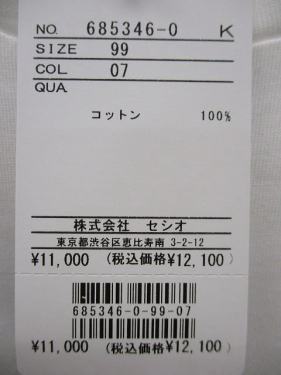 NO. 685346-0 K
SIZE 99
COL 07
QUA
コットン 100%
株式会社 セシオ
東京都渋谷区恵比寿南 3-2-12
¥11,000 (税込価格¥12,100)
685346-0-99-07
¥11,000 (税込価格¥12,100)